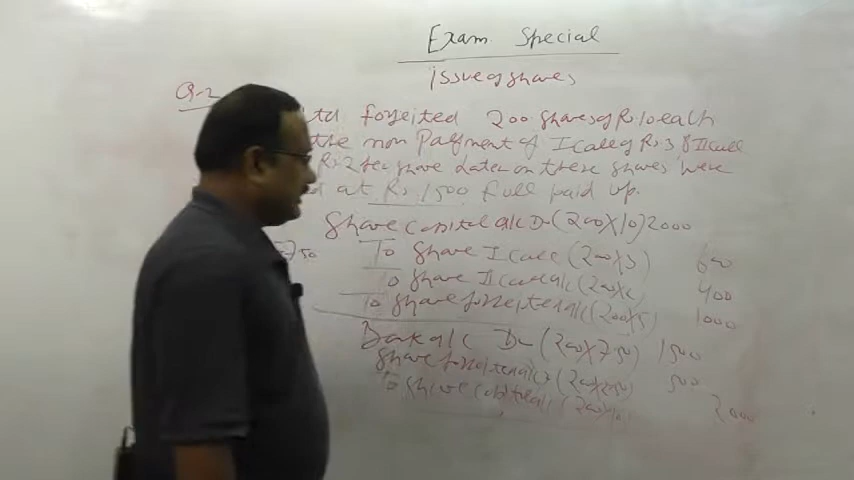 Exam Special
Issue of shares
Q-2
Ltd forfeited 200 shares of Rs.10 each
the non Payment of I call of Rs.3 & II call
Rs.2 per share later on these shares were
at Rs 1500 full paid up.
Share capital a/c Dr (200x10) 2000
750 To Share I call (200x3) 600
To Share II call a/c (200x2) 400
To Share forfeited a/c (200x5) 1000
Bank a/c Dr (200x7.50) 1500
Share forfeited a/c (200x2.50) 500
To Share capital a/c (200x10 2000